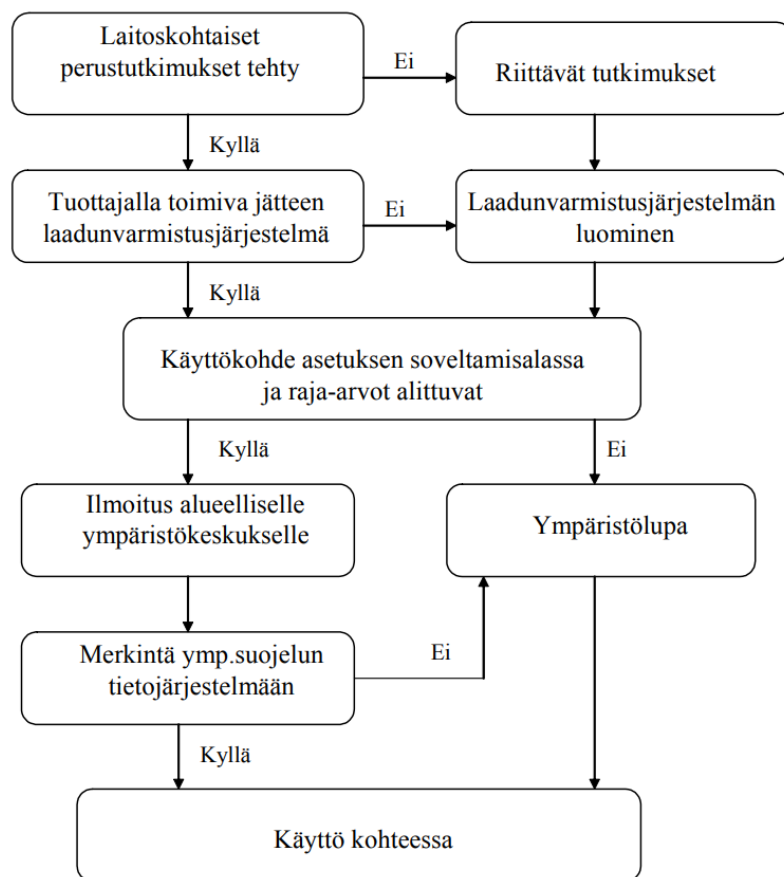 Laitoskohtaiset
perustutkimukset tehty
Ei
Riittävät tutkimukset
Kyllä
Tuottajalla toimiva jätteen
laadunvarmistusjärjestelmä
Ei
Laadunvarmistusjärjestelmän
luominen
Kyllä
Käyttökohde asetuksen soveltamisalassa
ja raja-arvot alittuvat
Kyllä
Ei
Ilmoitus alueelliselle
ympäristökeskukselle
Ympäristölupa
Merkintä ymp.suojelun
tietojärjestelmään
Ei
Kyllä
Käyttö kohteessa